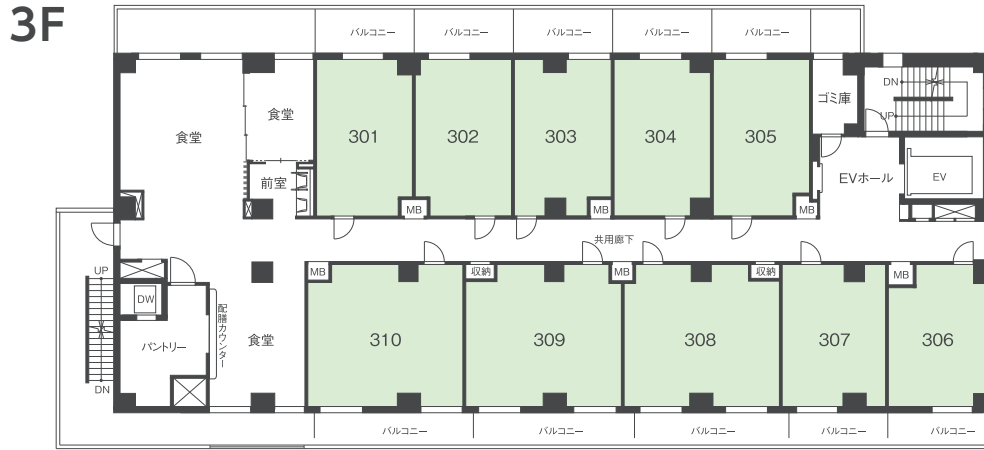 3F
バルコニー
バルコニー
バルコニー
バルコニー
バルコニー
食堂
食堂
前室
301
302
303
304
305
ゴミ庫
DN
UP
EVホール
EV
MB
MB
MB
共用廊下
UP
DN
DW
パントリー
配膳カウンター
食堂
MB
収納
MB
収納
MB
310
309
308
307
306
バルコニー
バルコニー
バルコニー
バルコニー
バルコニー